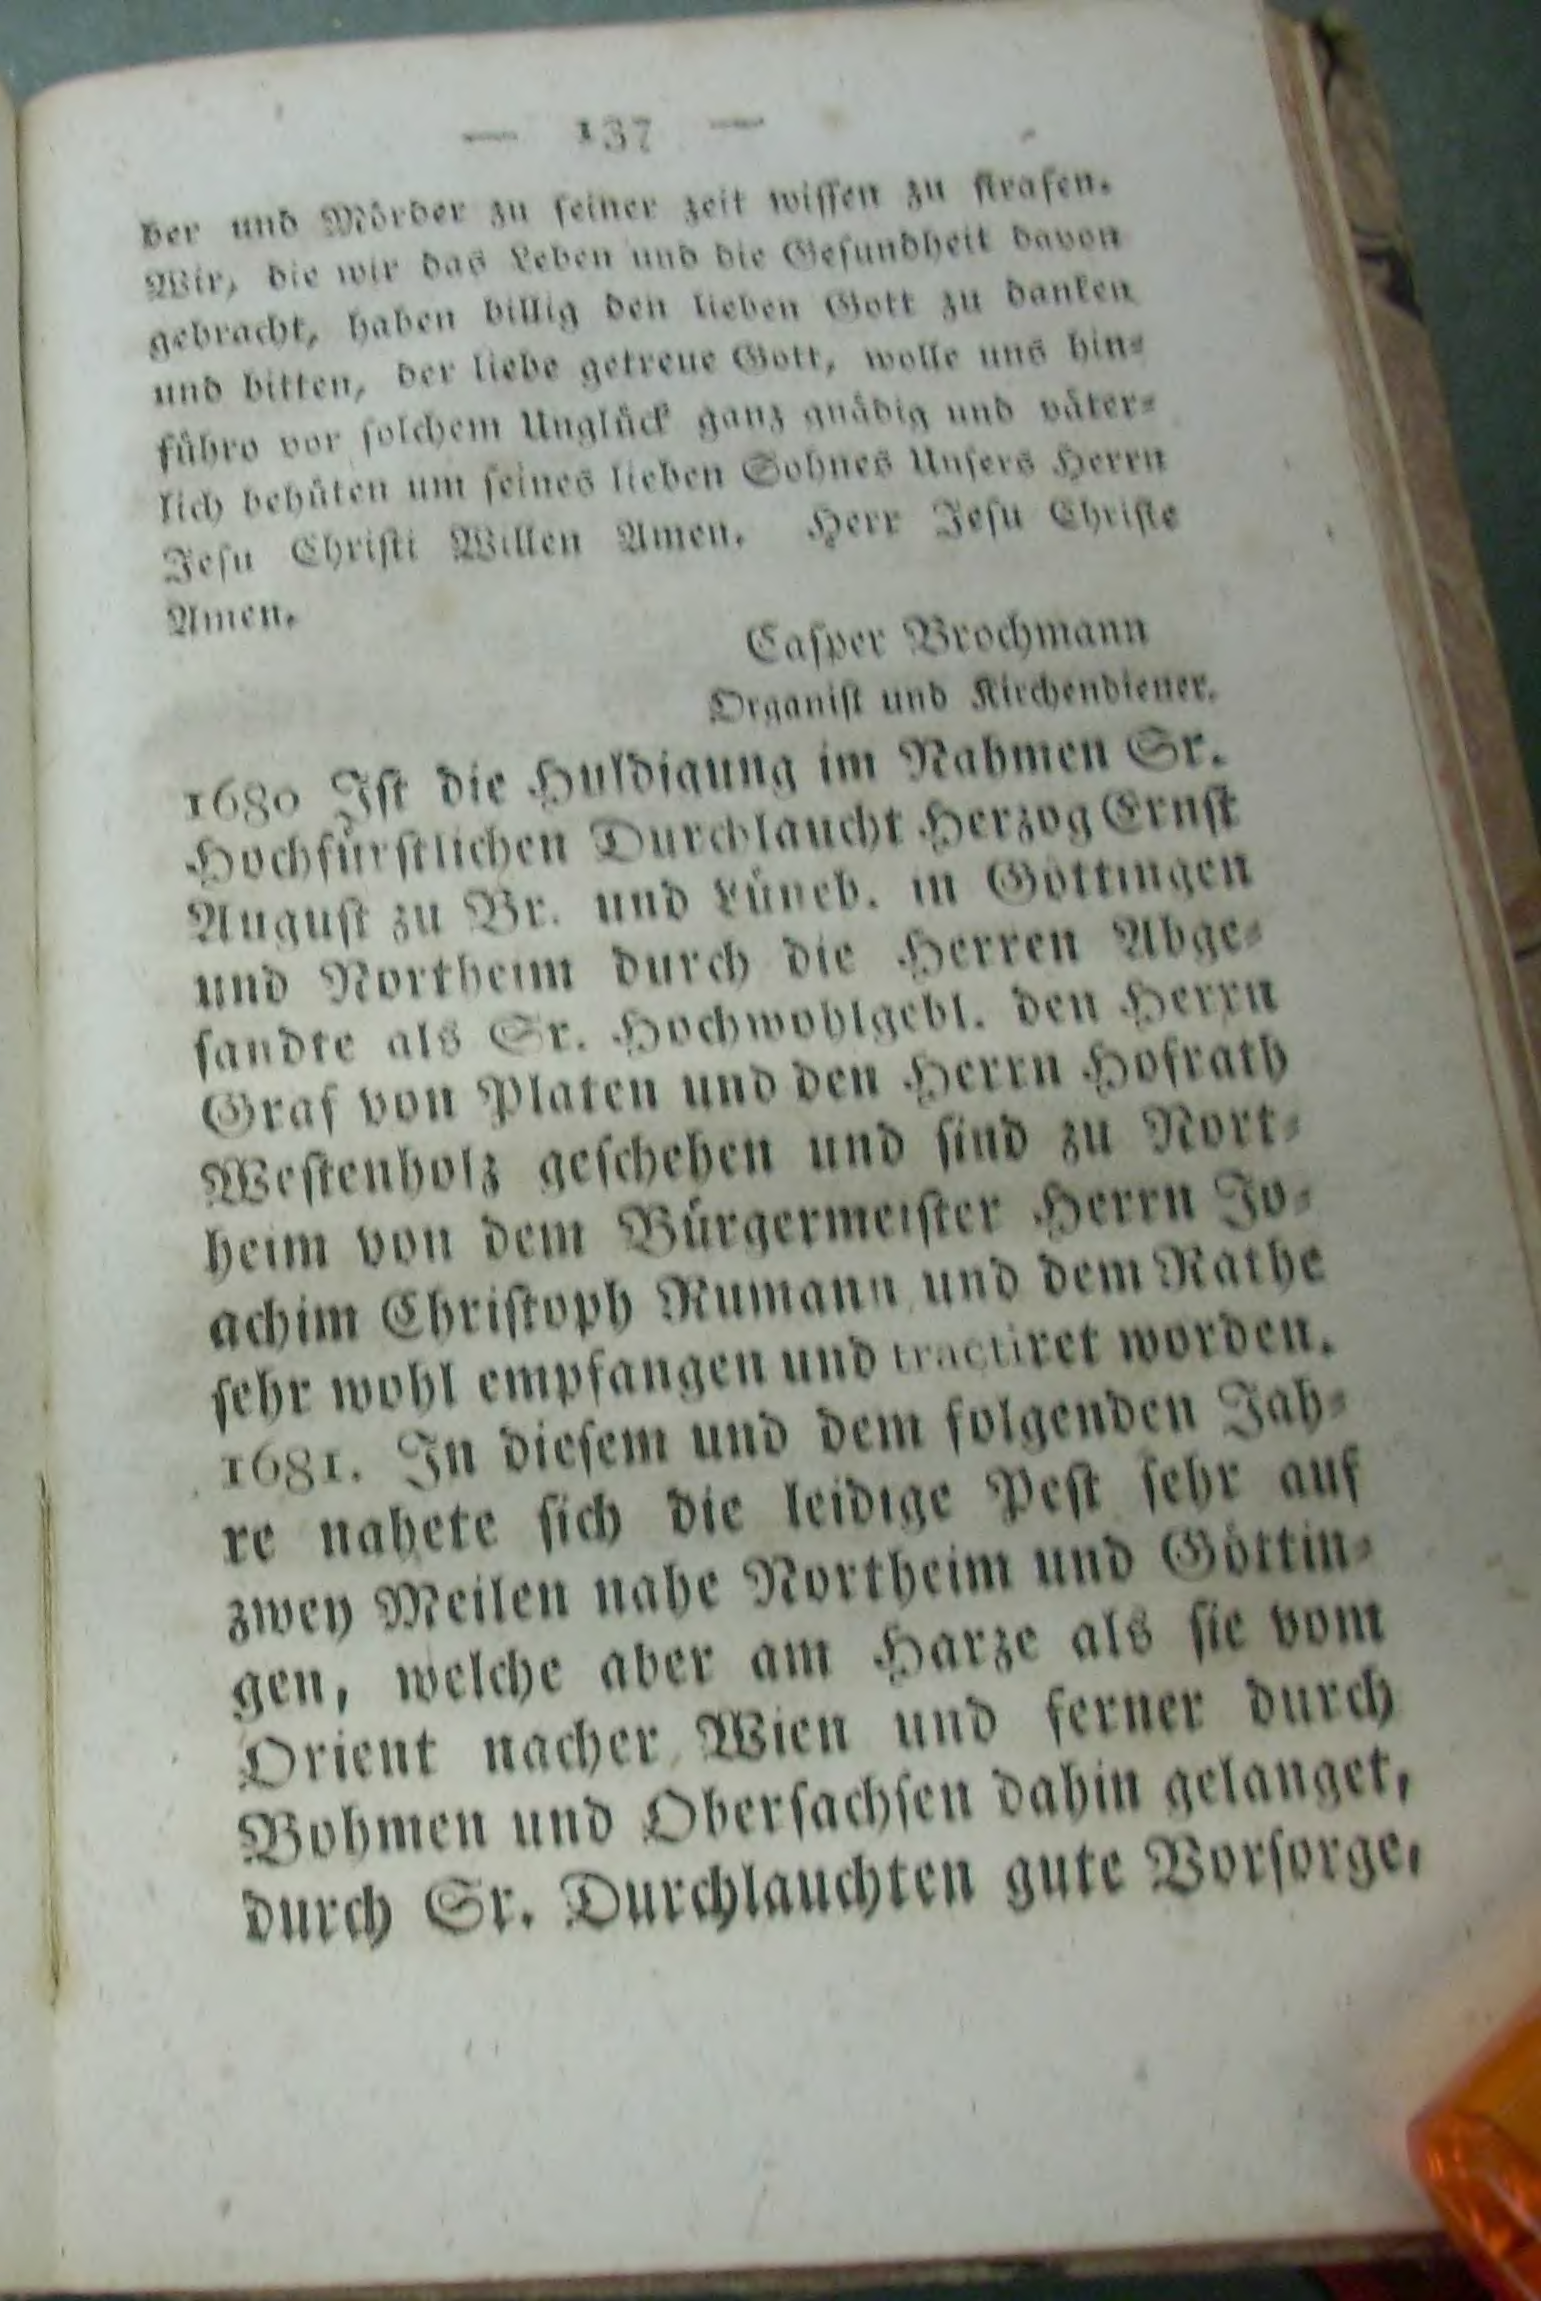 — 137 —
ber und Mörder zu seiner zeit wissen zu strafen.
Wir, die wir das Leben und die Gesundheit davon
gebracht, haben billig den lieben Gott zu danken
und bitten, der liebe getreue Gott, wolle uns hin-
führo vor solchem Unglück ganz gnädig und väter-
lich behüten um seines lieben Sohnes Unsers Herrn
Jesu Christi Willen Amen. Herr Jesu Christe
Amen.
Casper Brochmann
Organist und Kirchendiener.
1680 Ist die Huldigung im Nahmen Sr.
Hochfürstlichen Durchlaucht Herzog Ernst
August zu Br. und Lüneb. in Göttingen
und Northeim durch die Herren Abge-
sandte als Sr. Hochwohlgebl. den Herrn
Graf von Platen und den Herrn Hofrath
Westenholz geschehen und sind zu Nort-
heim von dem Bürgermeister Herrn Jo-
achim Christoph Rumann und dem Rathe
sehr wohl empfangen und tractiret worden.
1681. In diesem und dem folgenden Jah-
re nahete sich die leidige Pest sehr auf
zwey Meilen nahe Northeim und Göttin-
gen, welche aber am Harze als sie vom
Orient nacher Wien und ferner durch
Bohmen und Obersachsen dahin gelanget,
durch Sr. Durchlauchten gute Vorsorge,